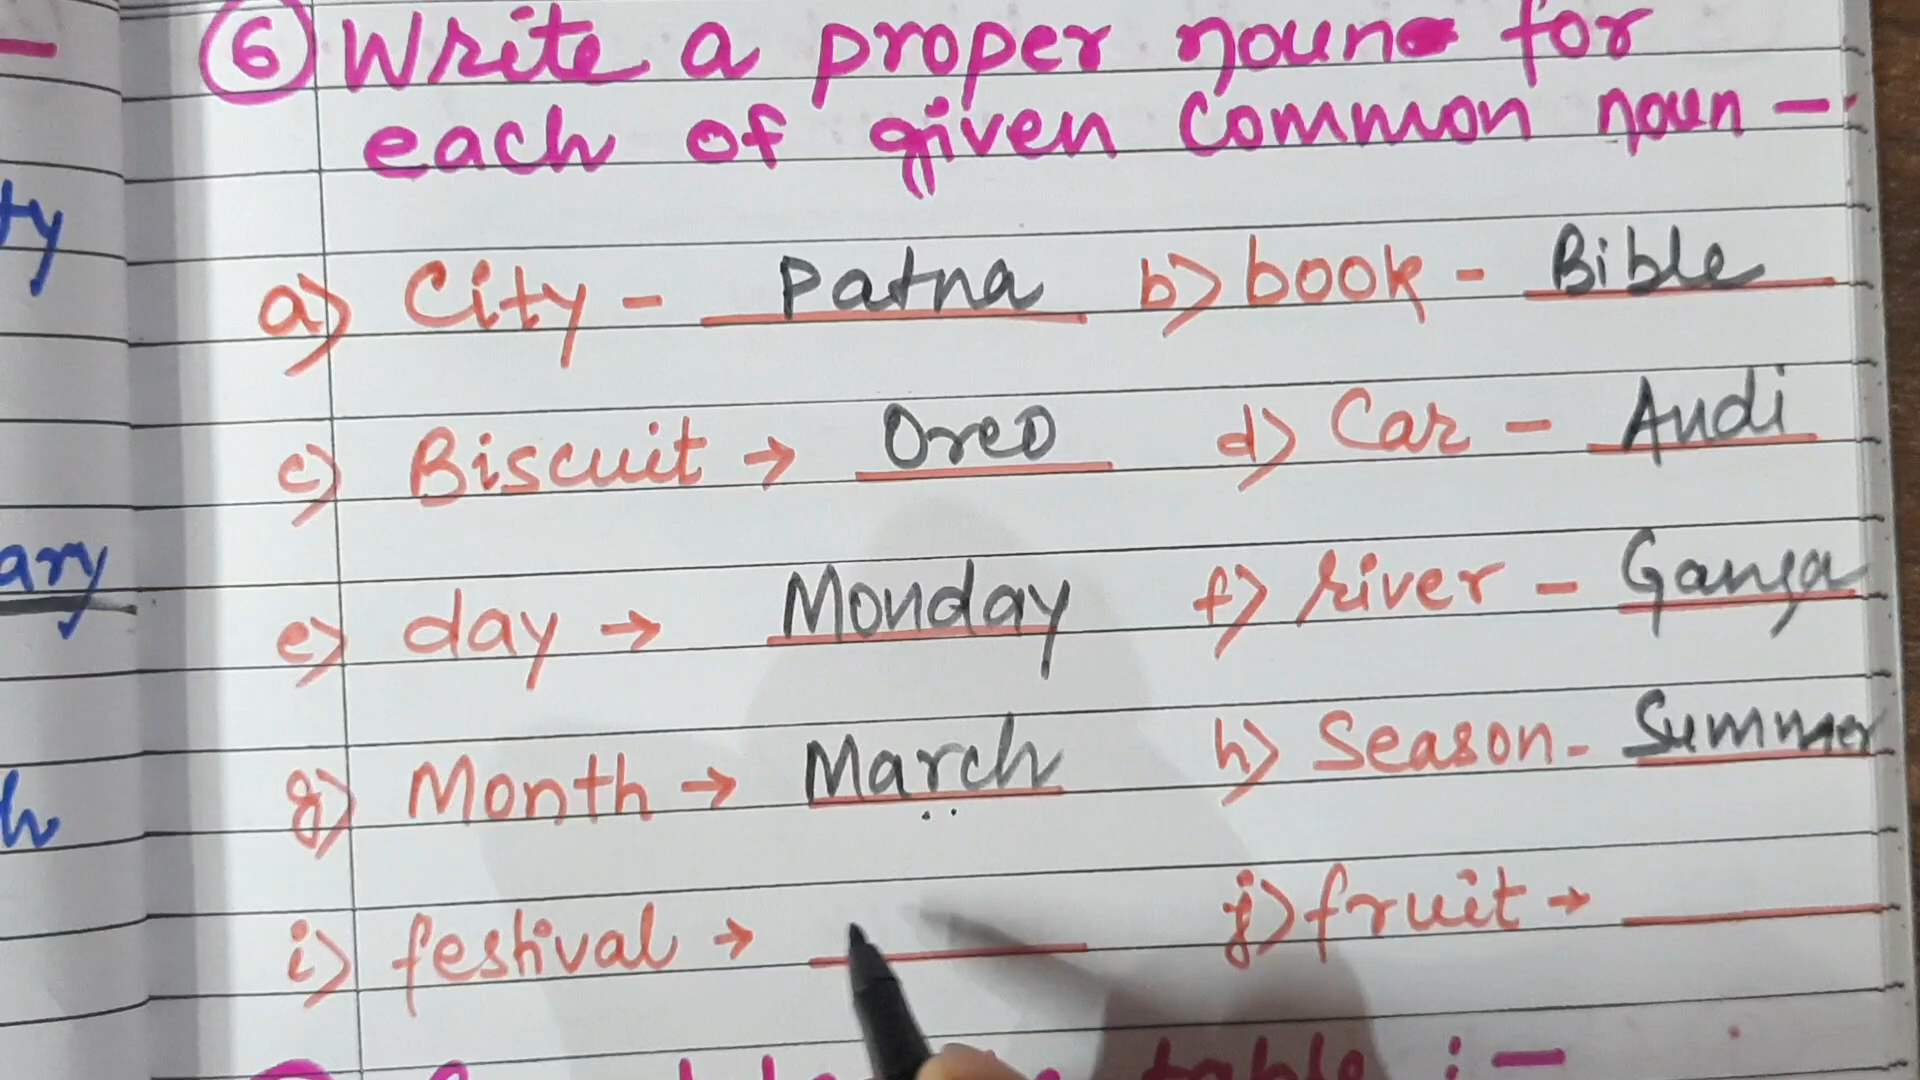 6 Write a proper noun for
each of given common noun -
a) City - Patna b) book - Bible
c) Biscuit → Oreo d) Car - Audi
e) day → Monday f) river - Ganga
g) Month → March h) Season - Summer
i) festival → j) fruit →
table :-